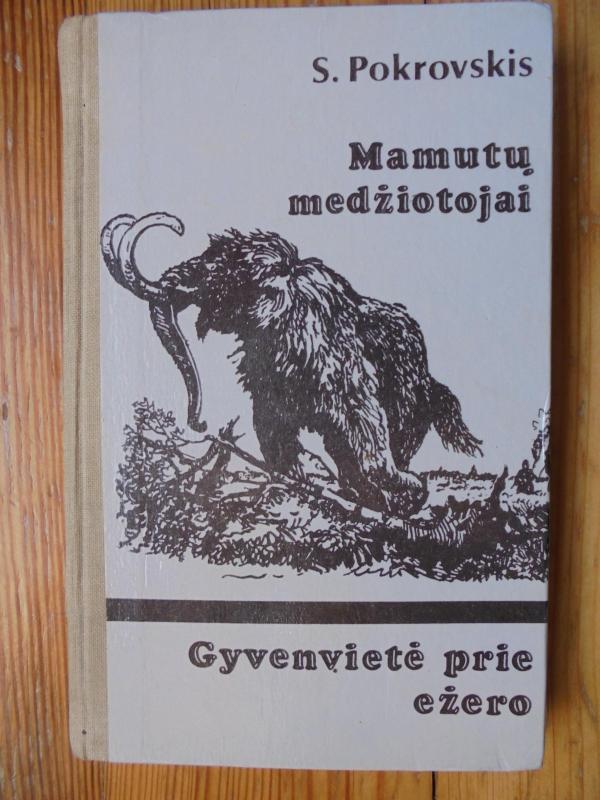 S. Pokrovskis
Mamutų
medžiotojai
Gyvenvietė prie
ežero